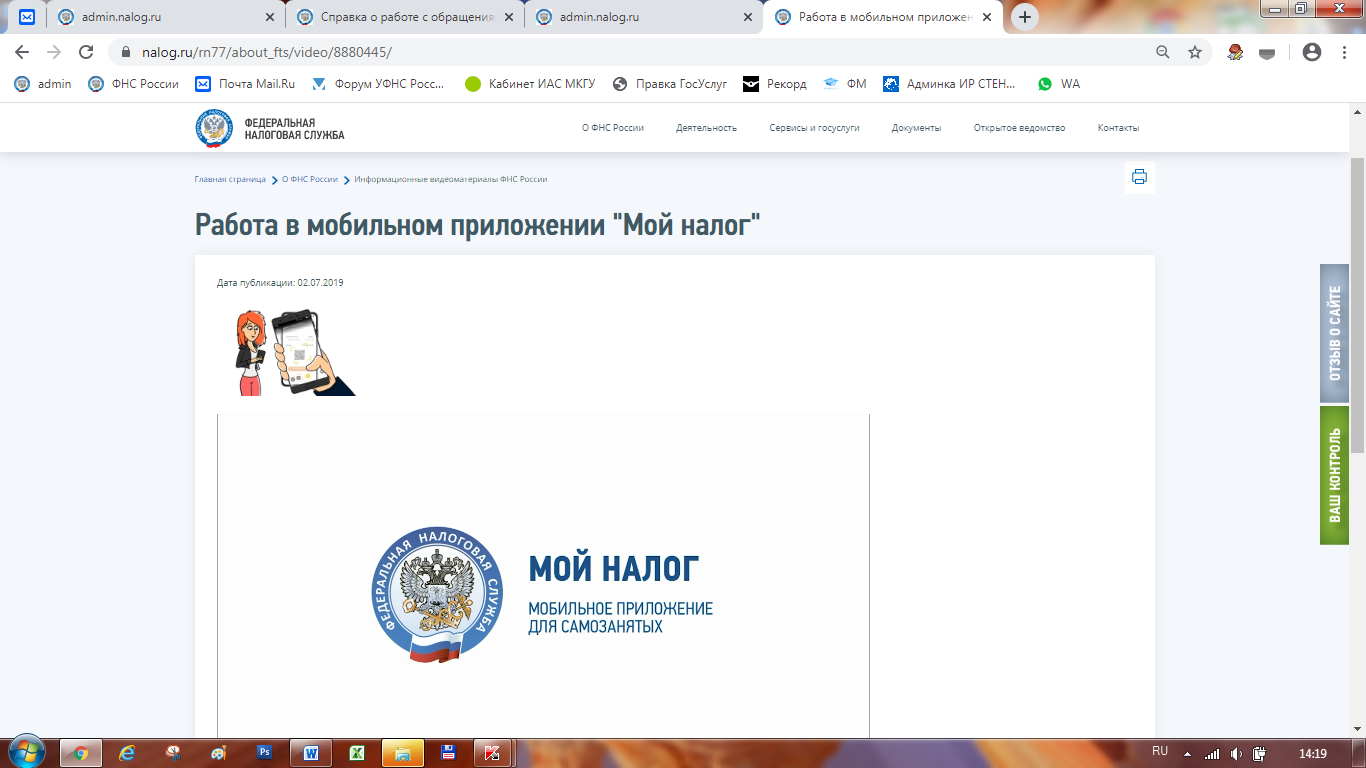 admin.nalog.ru
Справка о работе с обращения
admin.nalog.ru
Работа в мобильном приложен
nalog.ru/rn77/about_fts/video/8880445/
admin
ФНС России
Почта Mail.Ru
Форум УФНС Росс...
Кабинет ИАС МКГУ
Правка ГосУслуг
Рекорд
ФМ
Админка ИР СТЕН...
WA
ФЕДЕРАЛЬНАЯ
НАЛОГОВАЯ СЛУЖБА
О ФНС России
Деятельность
Сервисы и госуслуги
Документы
Открытое ведомство
Контакты
Главная страница
О ФНС России
Информационные видеоматериалы ФНС России
Работа в мобильном приложении "Мой налог"
Дата публикации: 02.07.2019
ОТЗЫВ О САЙТЕ
ВАШ КОНТРОЛЬ
ФЕДЕРАЛЬНАЯ НАЛОГОВАЯ СЛУЖБА
МОЙ НАЛОГ
МОБИЛЬНОЕ ПРИЛОЖЕНИЕ
ДЛЯ САМОЗАНЯТЫХ
RU
14:19